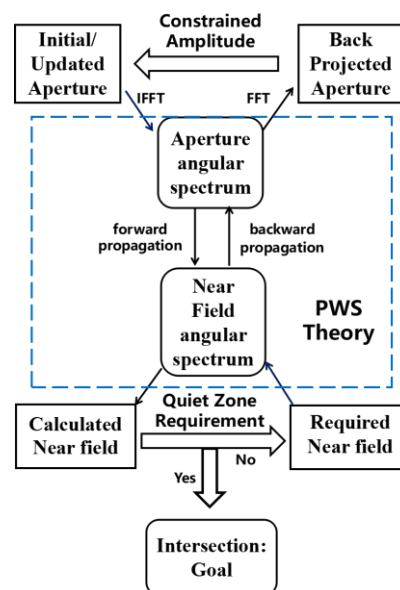 Constrained
Amplitude
Initial/
Updated
Aperture
Back
Projected
Aperture
IFFT
FFT
Aperture
angular
spectrum
forward
propagation
backward
propagation
Near
Field
angular
spectrum
PWS
Theory
Calculated
Near field
Quiet Zone
Requirement
Required
Near field
No
Yes
Intersection:
Goal